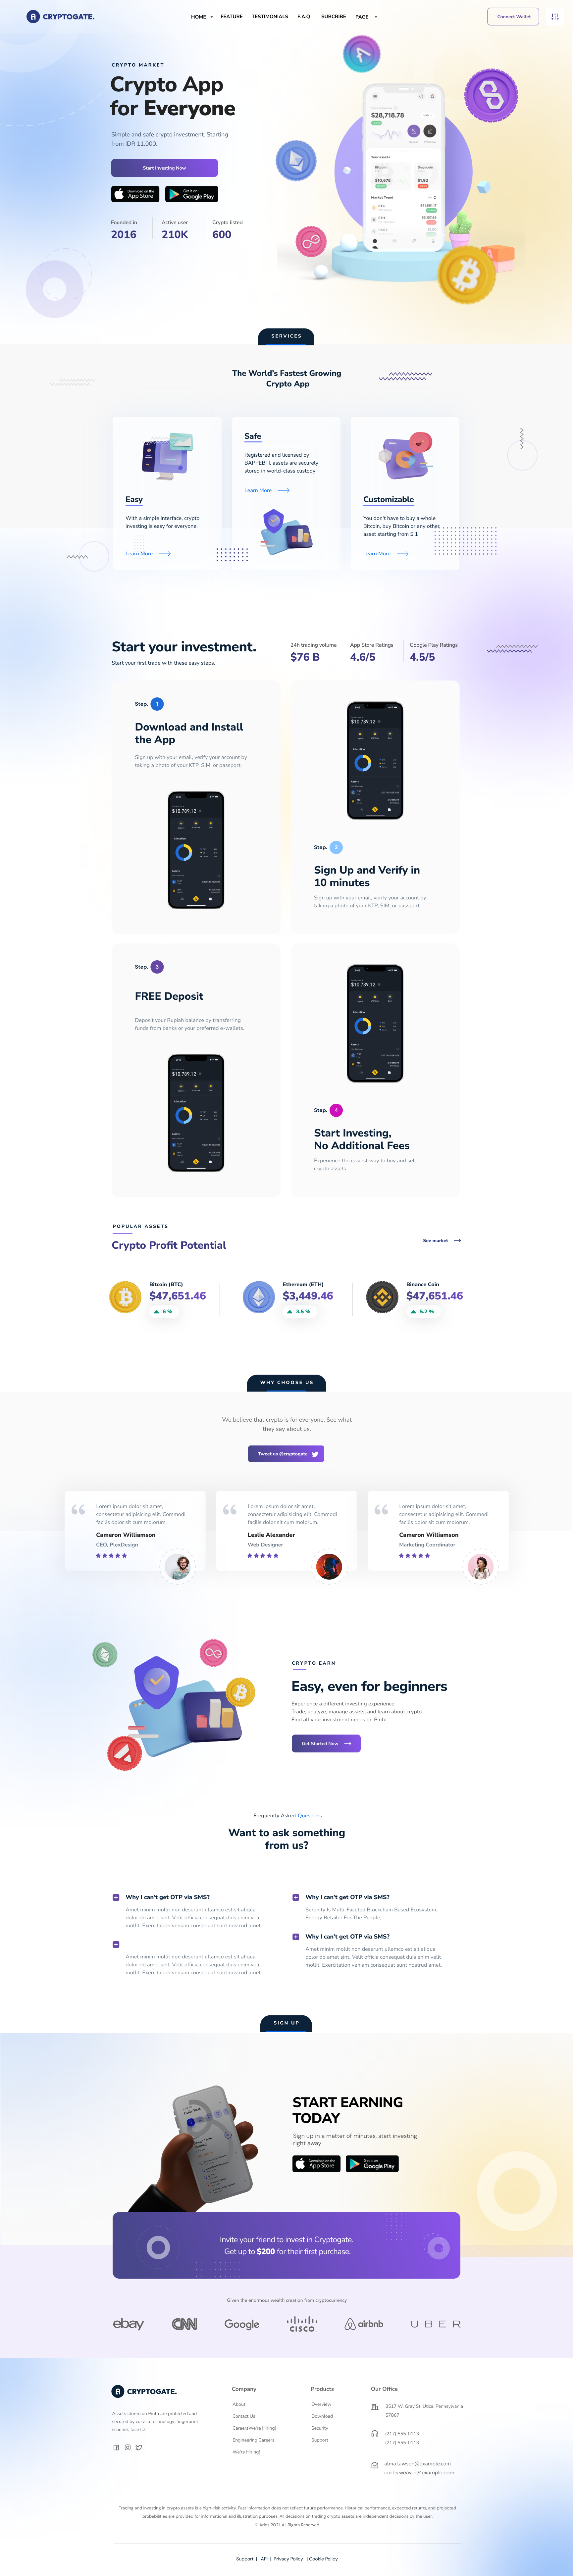 CRYPTOGATE.
HOME
FEATURE
TESTIMONIALS
F.A.Q
SUBCRIBE
PAGE
Connect Wallet
CRYPTO MARKET
Crypto App
for Everyone
Simple and safe crypto investment. Starting
from IDR 11,000.
Start Investing Now
Download on the
App Store
Get it on
Google Play
Founded in
2016
Active user
210K
Crypto listed
600
$28,718.78
Your assets
Bitcoin
$10,678
$1,92
Market Trend
SERVICES
The World's Fastest Growing
Crypto App
Easy
With a simple interface, crypto
investing is easy for everyone.
Learn More
Safe
Registered and licensed by
BAPPEBTI, assets are securely
stored in world-class custody
Learn More
Customizable
You don't have to buy a whole
Bitcoin, buy Bitcoin or any other
asset starting from $ 1
Learn More
Start your investment.
Start your first trade with these easy steps.
24h trading volume
$76 B
App Store Ratings
4.6/5
Google Play Ratings
4.5/5
Step. 1
Download and Install
the App
Sign up with your email, verify your account by
taking a photo of your KTP, SIM, or passport.
$10,789.12
$10,789.12
Step. 2
Sign Up and Verify in
10 minutes
Sign up with your email, verify your account by
taking a photo of your KTP, SIM, or passport.
Step. 3
FREE Deposit
Deposit your Rupiah balance by transferring
funds from banks or your preferred e-wallets.
$10,789.12
$10,789.12
Step. 4
Start Investing,
No Additional Fees
Experience the easiest way to buy and sell
crypto assets.
POPULAR ASSETS
Crypto Profit Potential
See market
Bitcoin (BTC)
$47,651.46
6 %
Ethereum (ETH)
$3,449.46
3.5 %
Binance Coin
$47,651.46
5.2 %
WHY CHOOSE US
We believe that crypto is for everyone. See what
they say about us.
Tweet us @cryptogate
Lorem ipsum dolor sit amet,
consectetur adipisicing elit. Commodi
facilis dolor sit cum molorum.
Cameron Williamson
CEO, PlexDesign
Lorem ipsum dolor sit amet,
consectetur adipisicing elit. Commodi
facilis dolor sit cum molorum.
Leslie Alexander
Web Designer
Lorem ipsum dolor sit amet,
consectetur adipisicing elit. Commodi
facilis dolor sit cum molorum.
Cameron Williamson
Marketing Coordinator
CRYPTO EARN
Easy, even for beginners
Experience a different investing experience.
Trade, analyze, manage assets, and learn about crypto.
Find all your investment needs on Pintu.
Get Started Now
Frequently Asked Questions
Want to ask something
from us?
Why I can't get OTP via SMS?
Amet minim mollit non deserunt ullamco est sit aliqua
dolor do amet sint. Velit officia consequat duis enim velit
mollit. Exercitation veniam consequat sunt nostrud amet.
Amet minim mollit non deserunt ullamco est sit aliqua
dolor do amet sint. Velit officia consequat duis enim velit
mollit. Exercitation veniam consequat sunt nostrud amet.
Why I can't get OTP via SMS?
Serenity Is Multi-Faceted Blockchain Based Ecosystem,
Energy Retailer For The People,
Why I can't get OTP via SMS?
Amet minim mollit non deserunt ullamco est sit aliqua
dolor do amet sint. Velit officia consequat duis enim velit
mollit. Exercitation veniam consequat sunt nostrud amet.
SIGN UP
Daily Task
START EARNING
TODAY
Sign up in a matter of minutes, start investing
right away
Download on the
App Store
Get it on
Google Play
Invite your friend to invest in Cryptogate.
Get up to $200 for their first purchase.
Given the enormous wealth creation from cryptocurrency
ebay
CNN
Google
CISCO
airbnb
UBER
CRYPTOGATE.
Assets stored on Pintu are protected and
secured by curvos technology, fingerprint
scanner, face ID.
Company
About
Contact Us
CareersWe're Hiring!
Engineering Careers
We're Hiring!
Products
Overview
Download
Security
Support
Our Office
3517 W. Gray St. Utica, Pennsylvania
57867
(217) 555-0113
(217) 555-0113
alma.lawson@example.com
curtis.weaver@example.com
Trading and investing in crypto assets is a high-risk activity. Past information does not reflect future performance. Historical performance, expected returns, and projected
probabilities are provided for informational and illustration purposes. All decisions on trading crypto assets are independent decisions by the user.
© Aries 2021. All Rights Reserved.
Support | API | Privacy Policy | Cookie Policy